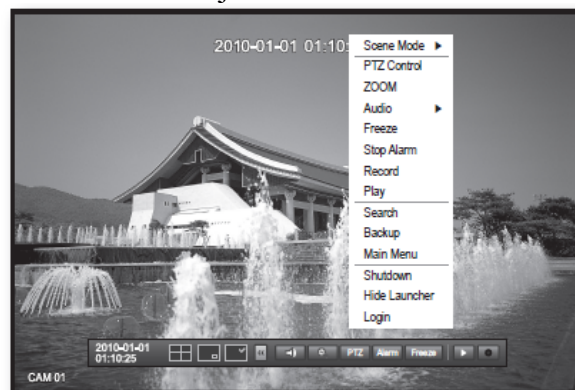 2010-01-01 01:10:
Scene Mode
PTZ Control
ZOOM
Audio
Freeze
Stop Alarm
Record
Play
Search
Backup
Main Menu
Shutdown
Hide Launcher
Login
2010-01-01
01:10:25
PTZ
Alarm
Freeze
CAM 01